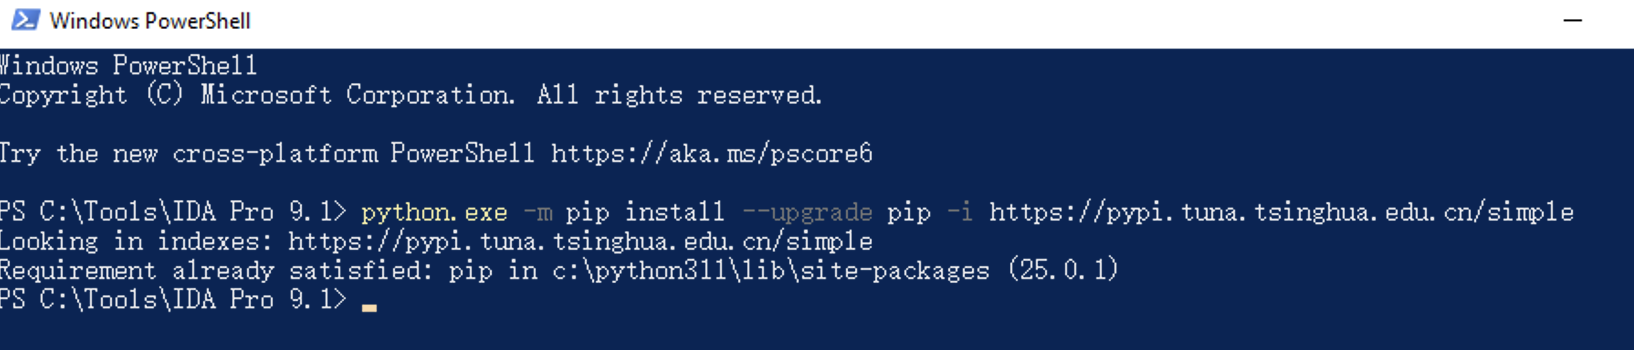 Windows PowerShell
Windows PowerShell
Copyright (C) Microsoft Corporation. All rights reserved.
Try the new cross-platform PowerShell https://aka.ms/pscore6
PS C:\Tools\IDA Pro 9.1> python.exe -m pip install --upgrade pip -i https://pypi.tuna.tsinghua.edu.cn/simple
Looking in indexes: https://pypi.tuna.tsinghua.edu.cn/simple
Requirement already satisfied: pip in c:\python311\lib\site-packages (25.0.1)
PS C:\Tools\IDA Pro 9.1>